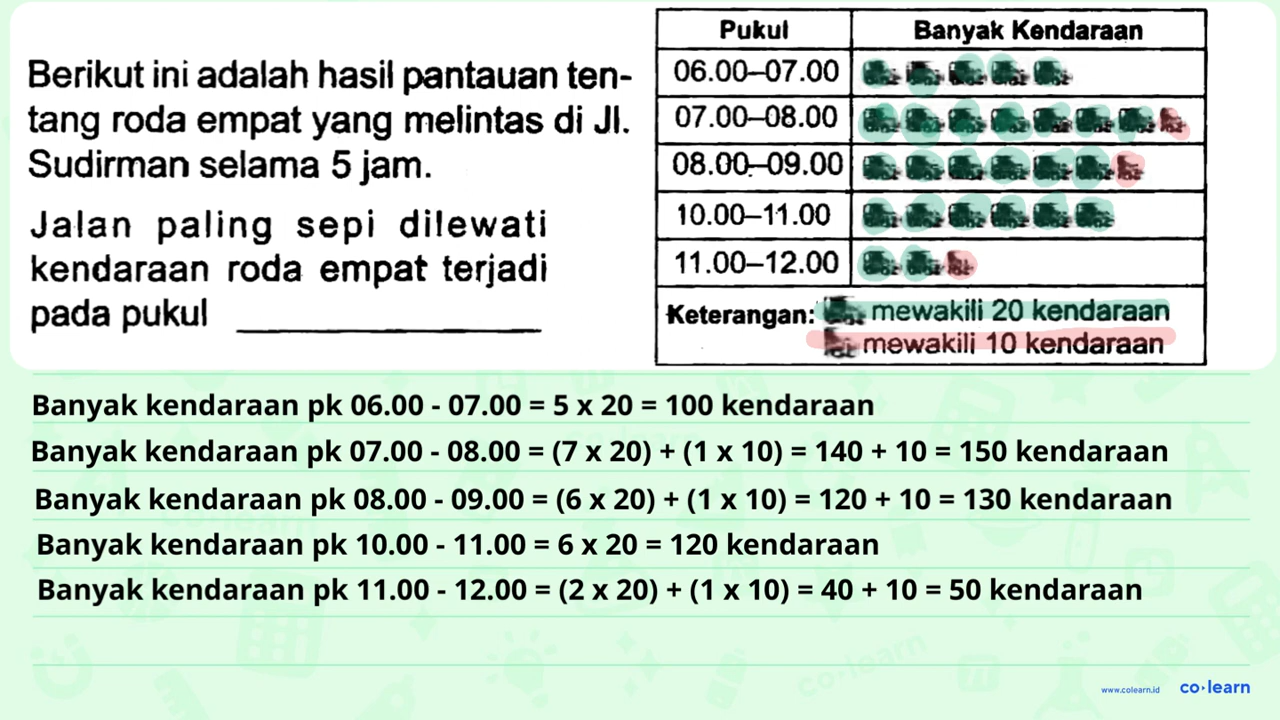 Berikut ini adalah hasil pantauan ten-
tang roda empat yang melintas di Jl.
Sudirman selama 5 jam.
Jalan paling sepi dilewati
kendaraan roda empat terjadi
pada pukul
Pukul Banyak Kendaraan
06.00–07.00
07.00–08.00
08.00–09.00
10.00–11.00
11.00–12.00
Keterangan: mewakili 20 kendaraan
mewakili 10 kendaraan
Banyak kendaraan pk 06.00 - 07.00 = 5 x 20 = 100 kendaraan
Banyak kendaraan pk 07.00 - 08.00 = (7 x 20) + (1 x 10) = 140 + 10 = 150 kendaraan
Banyak kendaraan pk 08.00 - 09.00 = (6 x 20) + (1 x 10) = 120 + 10 = 130 kendaraan
Banyak kendaraan pk 10.00 - 11.00 = 6 x 20 = 120 kendaraan
Banyak kendaraan pk 11.00 - 12.00 = (2 x 20) + (1 x 10) = 40 + 10 = 50 kendaraan
co·learn
www.colearn.id co·learn